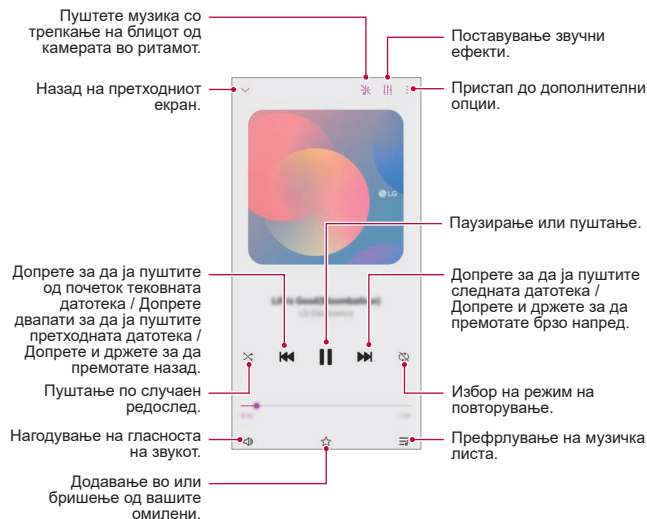 Пуштете музика со
трепкање на блицот од
камерата во ритамот.
Поставување звучни
ефекти.
Назад на претходниот
екран.
Пристап до дополнителни
опции.
LG
Паузирање или пуштање.
Допрете за да ја пуштите
од почеток тековната
датотека / Допрете
двапати за да ја пуштите
претходната датотека /
Допрете и држете за да
премотате назад.
Допрете за да ја пуштите
следната датотека /
Допрете и држете за да
премотате брзо напред.
Пуштање по случаен
редослед.
Избор на режим на
повторување.
Нагодување на гласноста
на звукот.
Префрлување на музичка
листа.
Додавање во или
бришење од вашите
омилени.